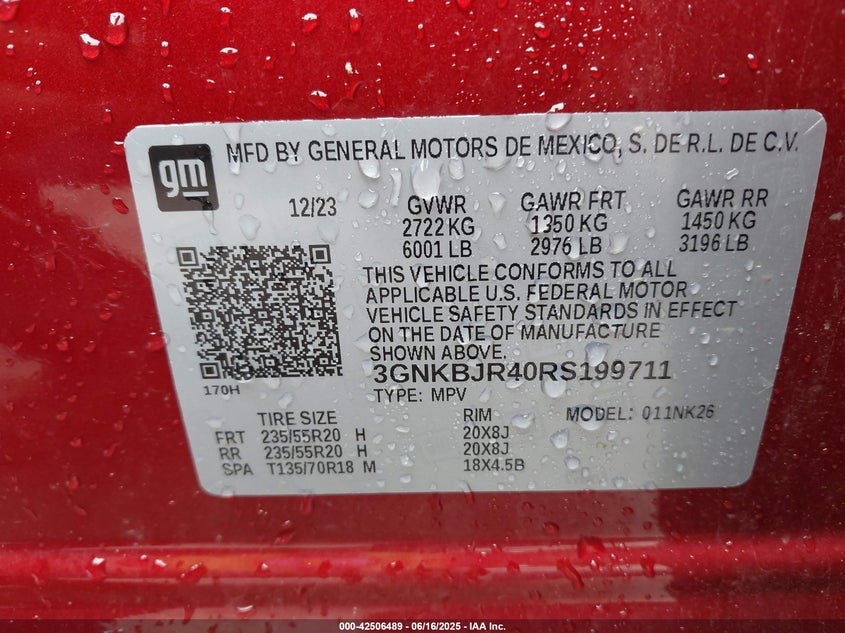 gm
MFD BY GENERAL MOTORS DE MEXICO, S. DE R.L. DE C.V.
12/23 GVWR GAWR FRT GAWR RR
2722 KG 1350 KG 1450 KG
6001 LB 2976 LB 3196 LB
THIS VEHICLE CONFORMS TO ALL
APPLICABLE U.S. FEDERAL MOTOR
VEHICLE SAFETY STANDARDS IN EFFECT
ON THE DATE OF MANUFACTURE
SHOWN ABOVE.
3GNKBJR40RS199711
170H
TYPE: MPV
TIRE SIZE RIM MODEL: 011NK26
FRT 235/55R20 H 20X8J
RR 235/55R20 H 20X8J
SPA T135/70R18 M 18X4.5B
000-42506489 - 06/16/2025 - IAA Inc.